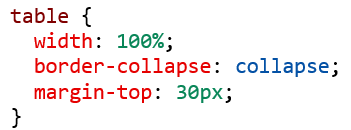 table {
  width: 100%;
  border-collapse: collapse;
  margin-top: 30px;
}